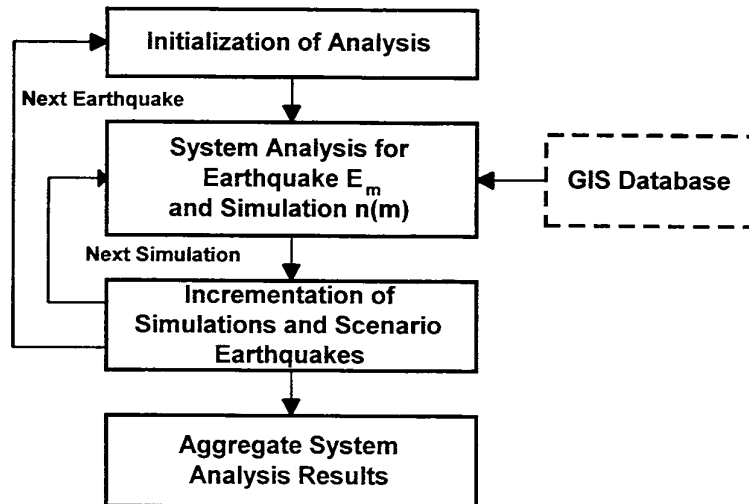 Initialization of Analysis
Next Earthquake
System Analysis for
Earthquake E_m
and Simulation n(m)
GIS Database
Next Simulation
Incrementation of
Simulations and Scenario
Earthquakes
Aggregate System
Analysis Results